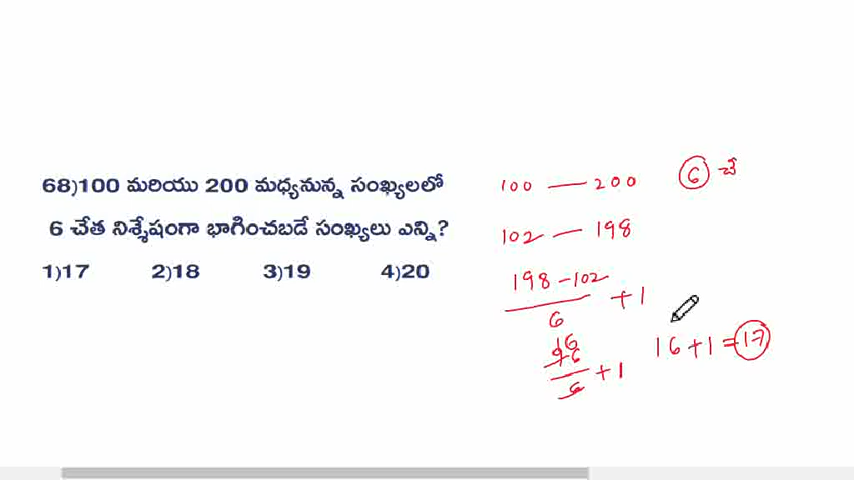 68)100 మరియు 200 మధ్యనున్న సంఖ్యలలో
6 చేత నిశ్శేషంగా భాగించబడే సంఖ్యలు ఎన్ని?
1)17 2)18 3)19 4)20
100 — 200 6 చే
102 — 198
198 - 102 / 6 + 1
16
96 / 6 + 1
16 + 1 = 17